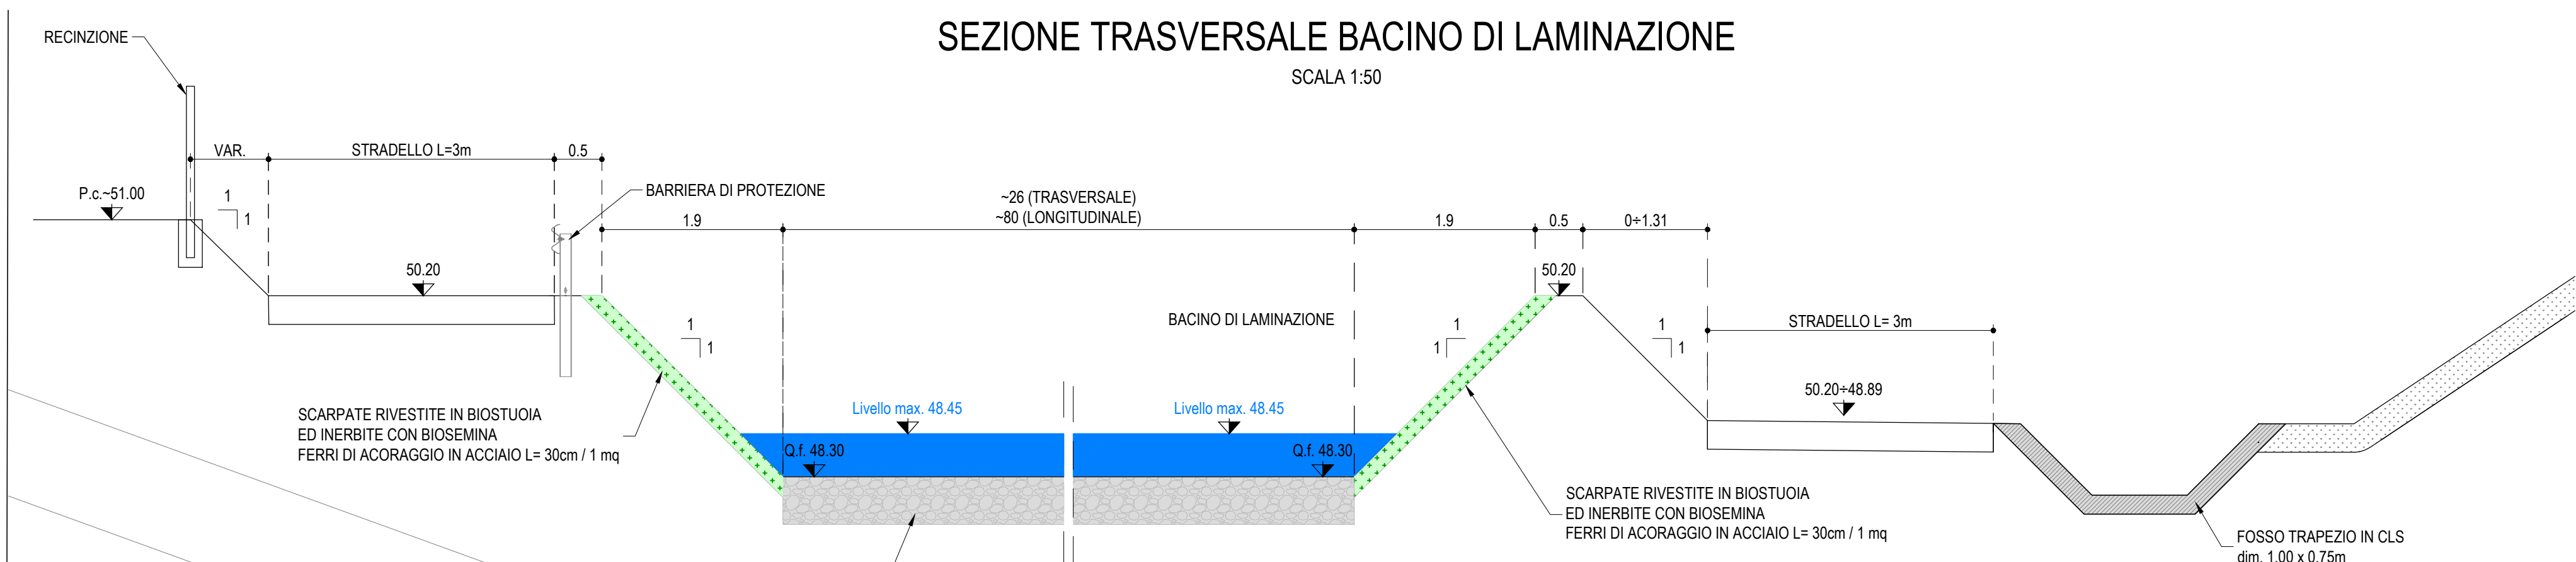 SEZIONE TRASVERSALE BACINO DI LAMINAZIONE
SCALA 1:50
RECINZIONE
VAR.
STRADELLO L=3m
0.5
P.c.~51.00
1
1
BARRIERA DI PROTEZIONE
1.9
~26 (TRASVERSALE)
~80 (LONGITUDINALE)
1.9
0.5
0÷1.31
50.20
50.20
BACINO DI LAMINAZIONE
STRADELLO L= 3m
1
1
1
1
1
1
50.20÷48.89
Livello max. 48.45
Livello max. 48.45
SCARPATE RIVESTITE IN BIOSTUOIA
ED INERBITE CON BIOSEMINA
FERRI DI ACORAGGIO IN ACCIAIO L= 30cm / 1 mq
Q.f. 48.30
Q.f. 48.30
SCARPATE RIVESTITE IN BIOSTUOIA
ED INERBITE CON BIOSEMINA
FERRI DI ACORAGGIO IN ACCIAIO L= 30cm / 1 mq
FOSSO TRAPEZIO IN CLS
dim. 1.00 x 0.75m